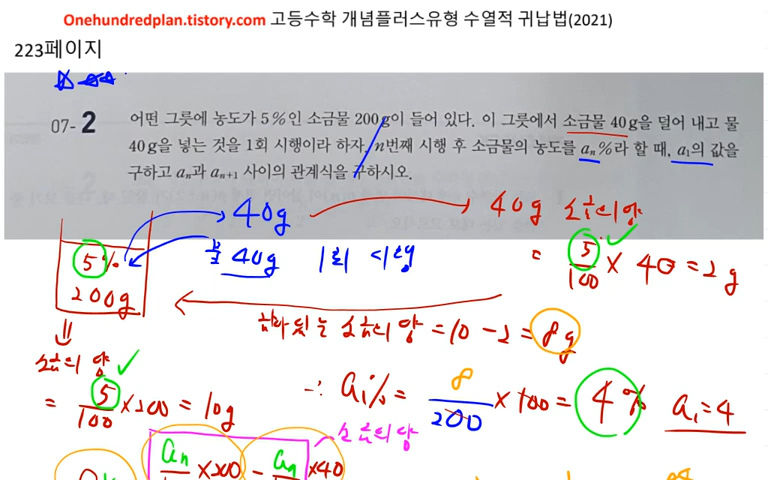 Onehundredplan.tistory.com 고등수학 개념플러스유형 수열적 귀납법(2021)
223페이지
07-2 어떤 그릇에 농도가 5%인 소금물 200g이 들어 있다. 이 그릇에서 소금물 40g을 덜어 내고 물
40g을 넣는 것을 1회 시행이라 하자. n번째 시행 후 소금물의 농도를 aₙ%라 할 때, a₁의 값을
구하고 aₙ과 aₙ₊₁ 사이의 관계식을 구하시오.
5%
200g
40g
물 40g 1회 시행
40g 소금의 양
= 5/100 × 40 = 2g
소금의 양 = 10 - 2 = 8g
소금의 양
= 5/100 × 200 = 10g
∴ a₁% = 8/200 × 100 = 4% a₁=4
소금의 양
aₙ ×200 - aₙ ×40